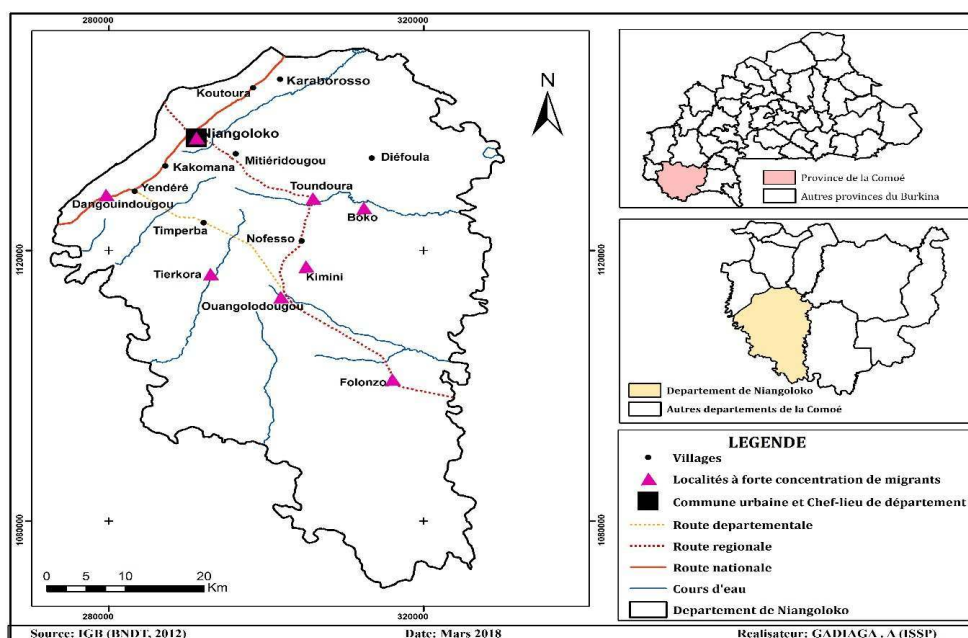 280000
320000
N
Karaborosso
Koutoura
Niangoloko
Mitiéridougou
Diéfoula
Kakomana
Yendéré
Toundoura
Dangouindougou
Boko
Timperba
Nofesso
1120000
1120000
Tierkora
Kimini
Ouangolodougou
Folonzo
1080000
1080000
0 5 10 20
Km
280000
320000
Province de la Comoé
Autres provinces du Burkina
Departement de Niangoloko
Autres departements de la Comoé
LEGENDE
Villages
Localités à forte concentration de migrants
Commune urbaine et Chef-lieu de département
Route departementale
Route regionale
Route nationale
Cours d'eau
Departement de Niangoloko
Source: IGB (BNDT, 2012) Date: Mars 2018 Realisateur: GADIAGA . A (ISSP)